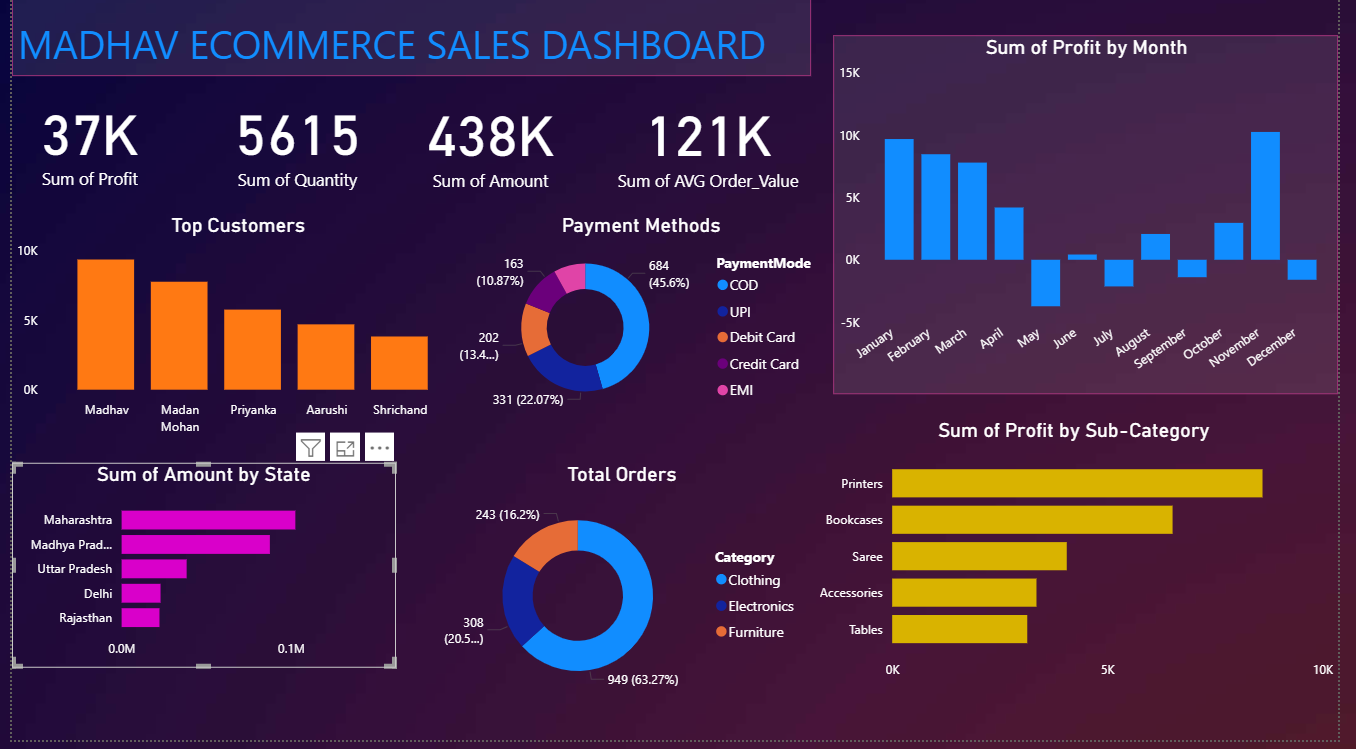 MADHAV ECOMMERCE SALES DASHBOARD
37K
Sum of Profit
5615
Sum of Quantity
438K
Sum of Amount
121K
Sum of AVG Order_Value
Top Customers
10K
5K
0K
Madhav
Madan
Mohan
Priyanka
Aarushi
Shrichand
Payment Methods
163
(10.87%)
684
(45.6%)
202
(13.4...)
331 (22.07%)
PaymentMode
COD
UPI
Debit Card
Credit Card
EMI
Sum of Profit by Month
15K
10K
5K
0K
-5K
January
February
March
April
May
June
July
August
September
October
November
December
Sum of Amount by State
Maharashtra
Madhya Prad...
Uttar Pradesh
Delhi
Rajasthan
0.0M
0.1M
Total Orders
243 (16.2%)
308
(20.5...)
949 (63.27%)
Category
Clothing
Electronics
Furniture
Sum of Profit by Sub-Category
Printers
Bookcases
Saree
Accessories
Tables
0K
5K
10K